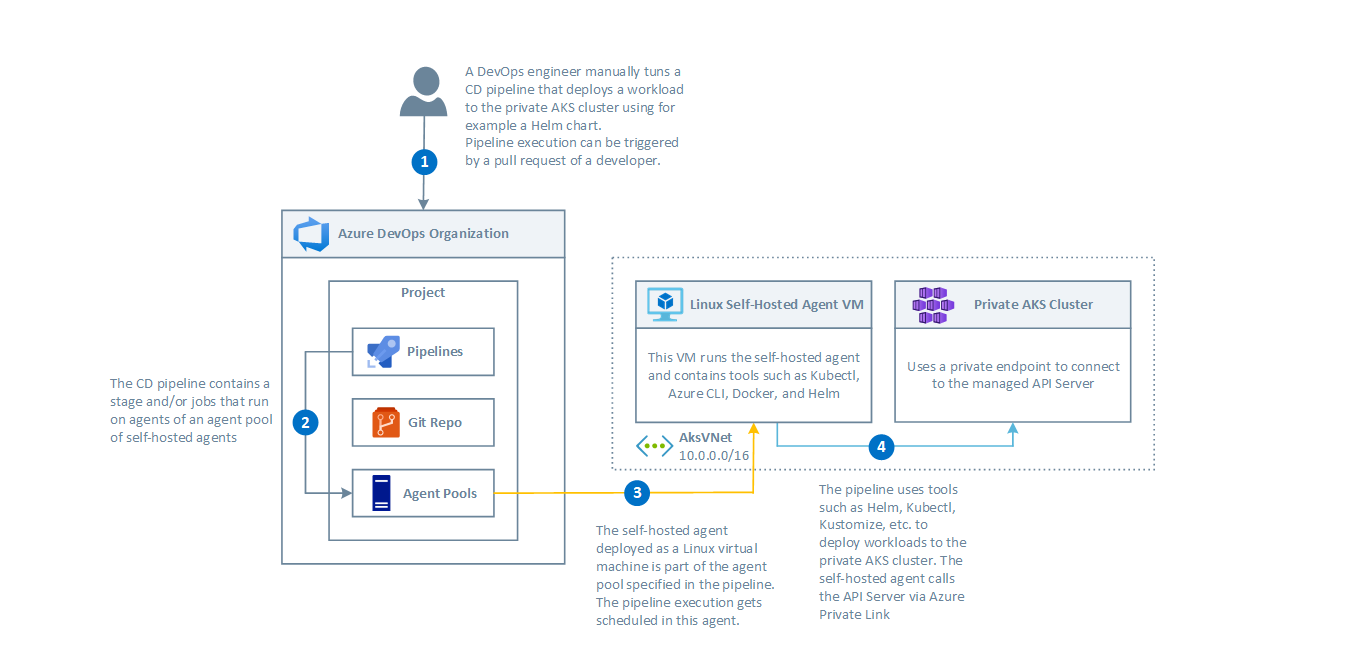 A DevOps engineer manually tuns a
CD pipeline that deploys a workload
to the private AKS cluster using for
example a Helm chart.
Pipeline execution can be triggered
by a pull request of a developer.
1
Azure DevOps Organization
Project
Pipelines
Git Repo
Agent Pools
The CD pipeline contains a
stage and/or jobs that run
on agents of an agent pool
of self-hosted agents
2
Linux Self-Hosted Agent VM
This VM runs the self-hosted agent
and contains tools such as Kubectl,
Azure CLI, Docker, and Helm
Private AKS Cluster
Uses a private endpoint to connect
to the managed API Server
AksVNet
10.0.0.0/16
4
3
The self-hosted agent
deployed as a Linux virtual
machine is part of the agent
pool specified in the pipeline.
The pipeline execution gets
scheduled in this agent.
The pipeline uses tools
such as Helm, Kubectl,
Kustomize, etc. to
deploy workloads to the
private AKS cluster. The
self-hosted agent calls
the API Server via Azure
Private Link